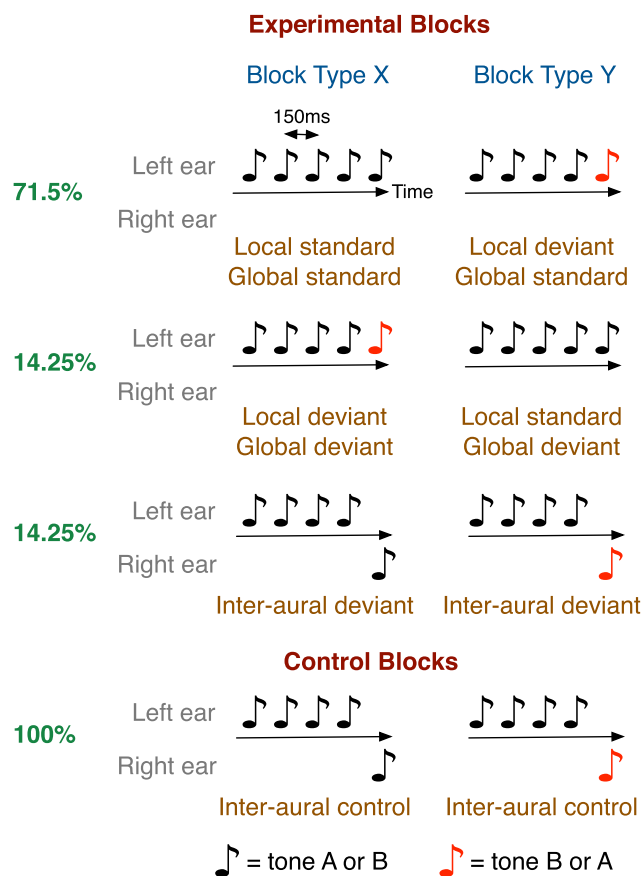 Experimental Blocks
Block Type X Block Type Y
150ms
Left ear
71.5%
Time
Right ear
Local standard Local deviant
Global standard Global standard
Left ear
14.25%
Right ear
Local deviant Local standard
Global deviant Global deviant
Left ear
14.25%
Right ear
Inter-aural deviant Inter-aural deviant
Control Blocks
Left ear
100%
Right ear
Inter-aural control Inter-aural control
= tone A or B = tone B or A